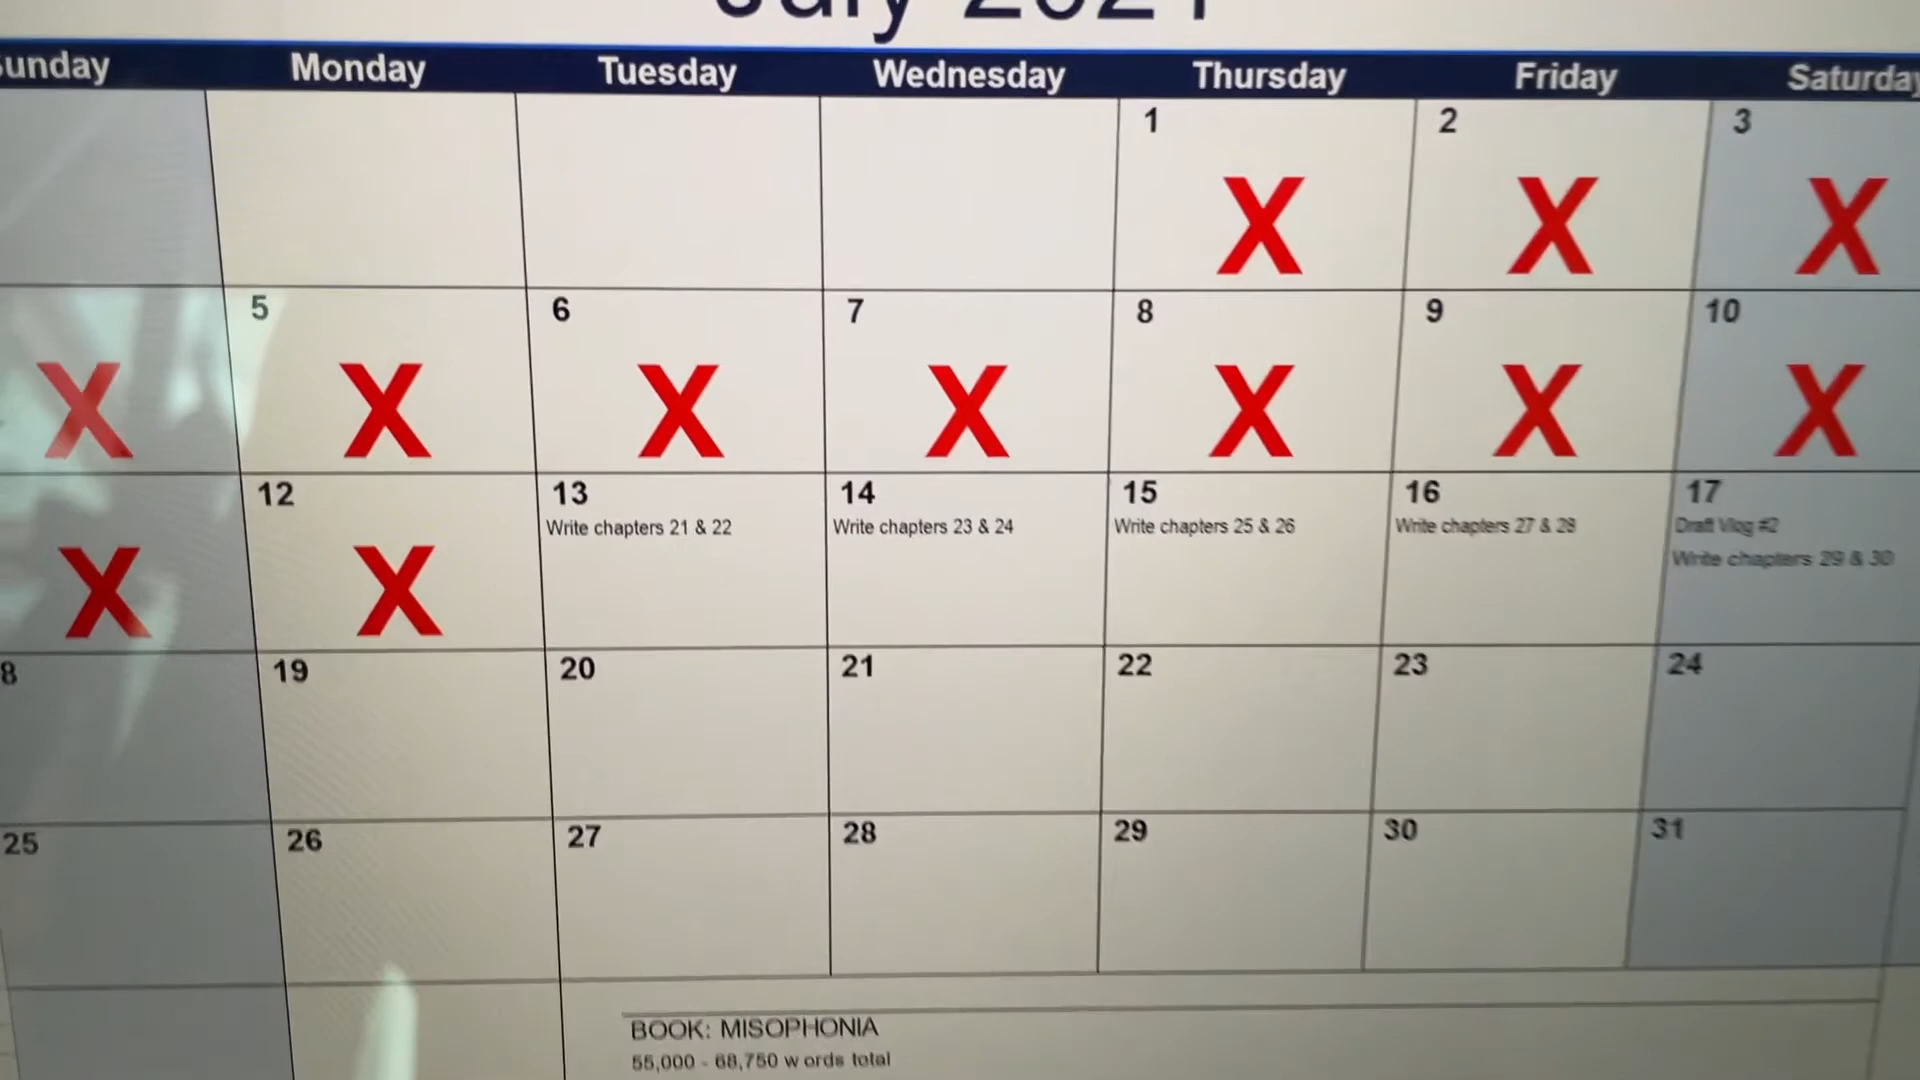 July 2021
Sunday Monday Tuesday Wednesday Thursday Friday Saturday
1 2 3
X X X
5 6 7 8 9 10
X X X X X X X
12 13 14 15 16 17
Write chapters 21 & 22 Write chapters 23 & 24 Write chapters 25 & 26 Write chapters 27 & 28 Draft Vlog #2
Write chapters 29 & 30
X X
8 19 20 21 22 23 24
25 26 27 28 29 30 31
BOOK: MISOPHONIA
55,000 - 68,750 words total